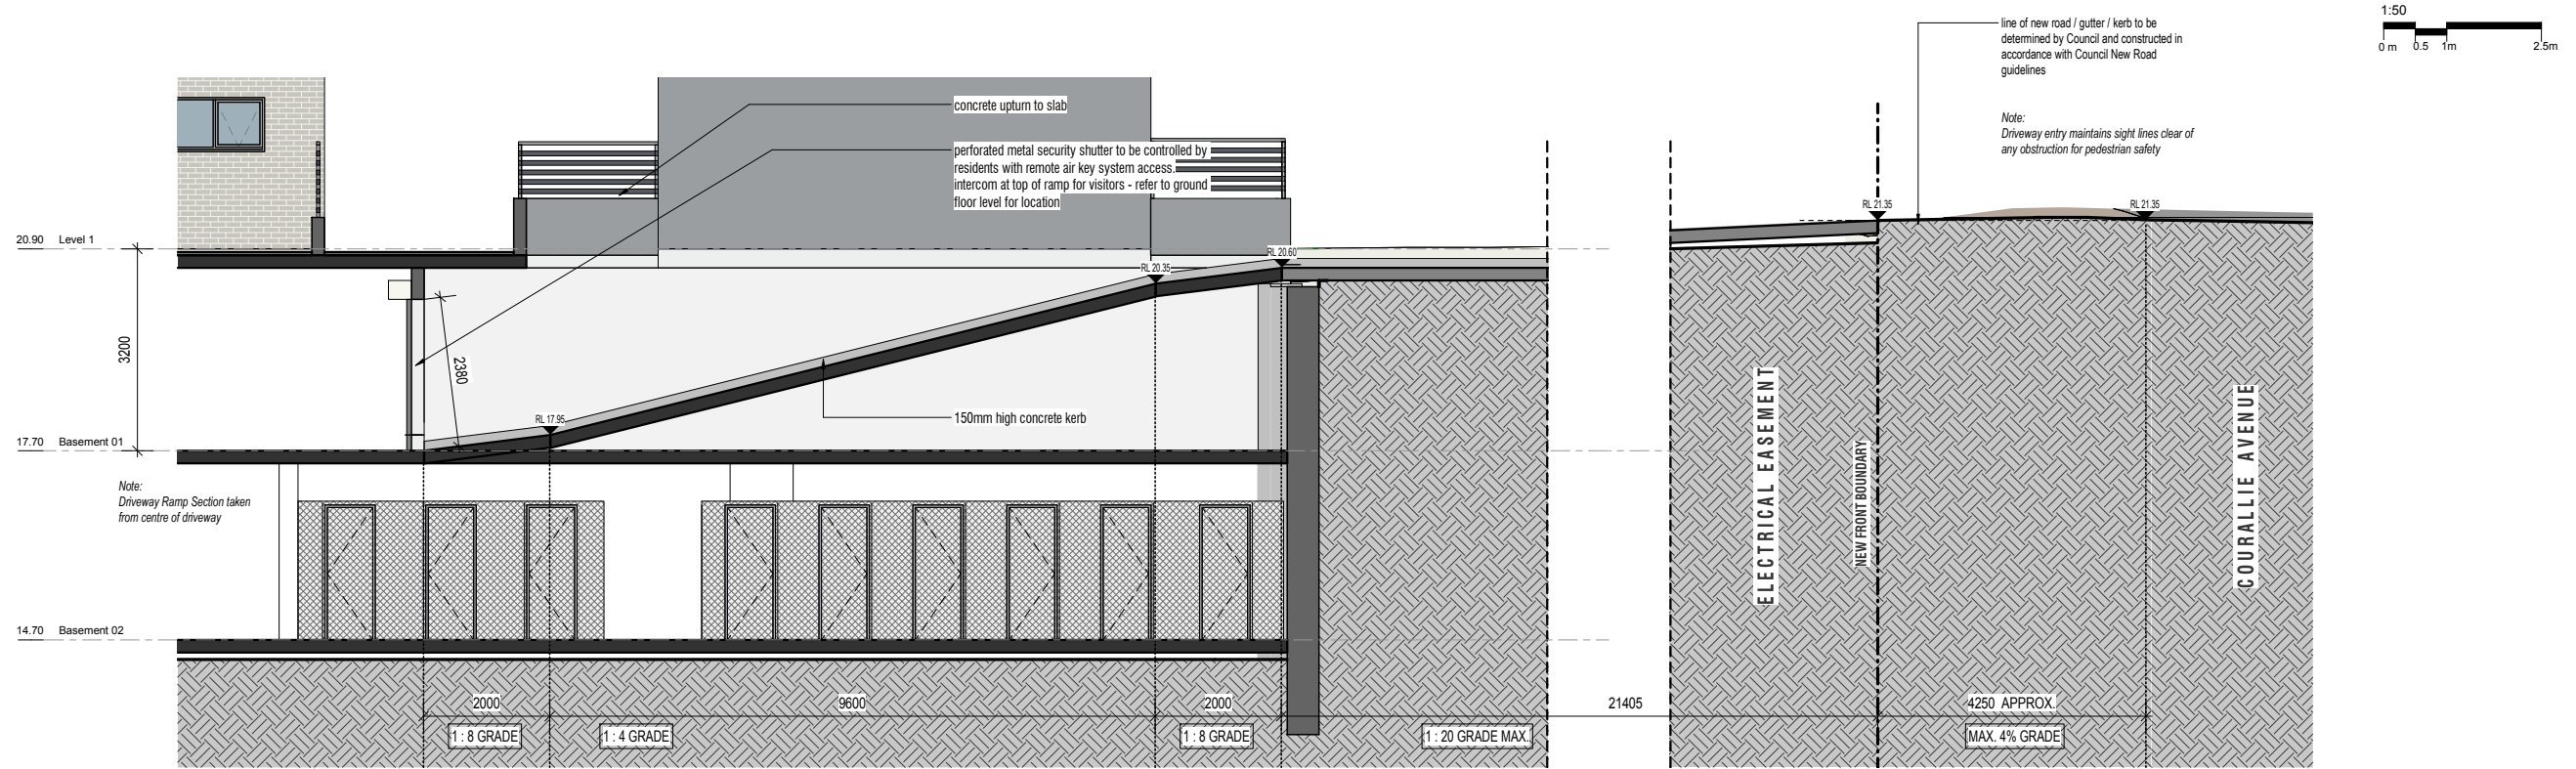 1:50
0 m 0.5 1m 2.5m
line of new road / gutter / kerb to be
determined by Council and constructed in
accordance with Council New Road
guidelines
Note:
Driveway entry maintains sight lines clear of
any obstruction for pedestrian safety
concrete upturn to slab
perforated metal security shutter to be controlled by
residents with remote air key system access.
intercom at top of ramp for visitors - refer to ground
floor level for location
RL 21.35
RL 21.35
20.90 Level 1
RL 20.60
RL 20.35
3200
2380
RL 17.95
150mm high concrete kerb
17.70 Basement 01
Note:
Driveway Ramp Section taken
from centre of driveway
ELECTRICAL EASEMENT
NEW FRONT BOUNDARY
COURALLIE AVENUE
14.70 Basement 02
2000
9600
2000
21405
4250 APPROX.
1 : 8 GRADE
1 : 4 GRADE
1 : 8 GRADE
1 : 20 GRADE MAX.
MAX. 4% GRADE